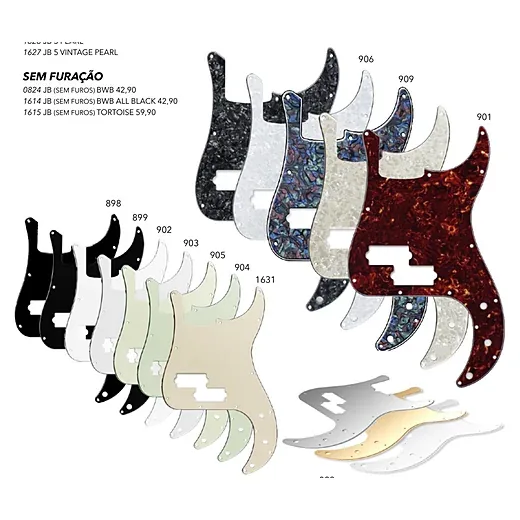 1627 JB 5 VINTAGE PEARL
SEM FURAÇÃO
0824 JB (SEM FUROS) BWB 42,90
1614 JB (SEM FUROS) BWB ALL BLACK 42,90
1615 JB (SEM FUROS) TORTOISE 59,90
906
909
901
898
899
902
903
905
904
1631